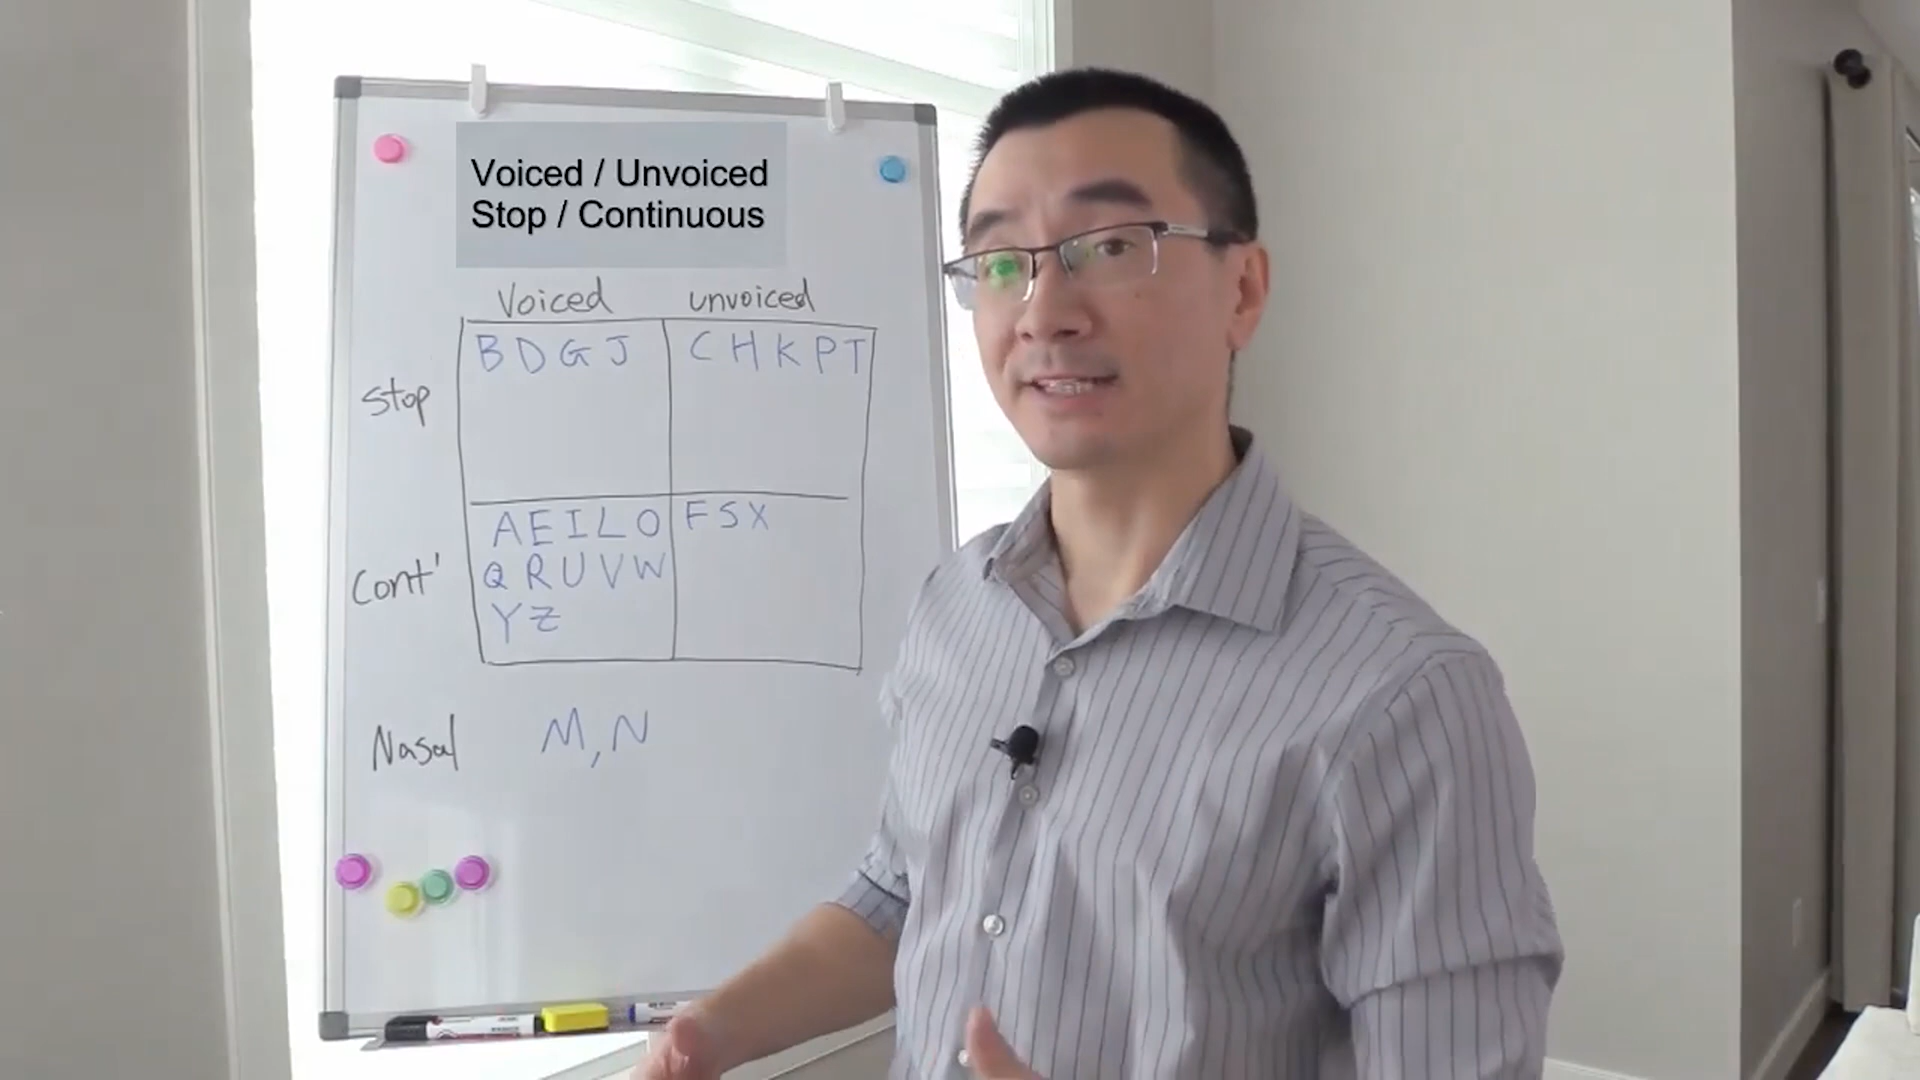 Voiced / Unvoiced
Stop / Continuous
Voiced unvoiced
B D G J C H K P T
Stop
A E I L O F S X
Q R U V W
Cont'
Y Z
Nasal M, N